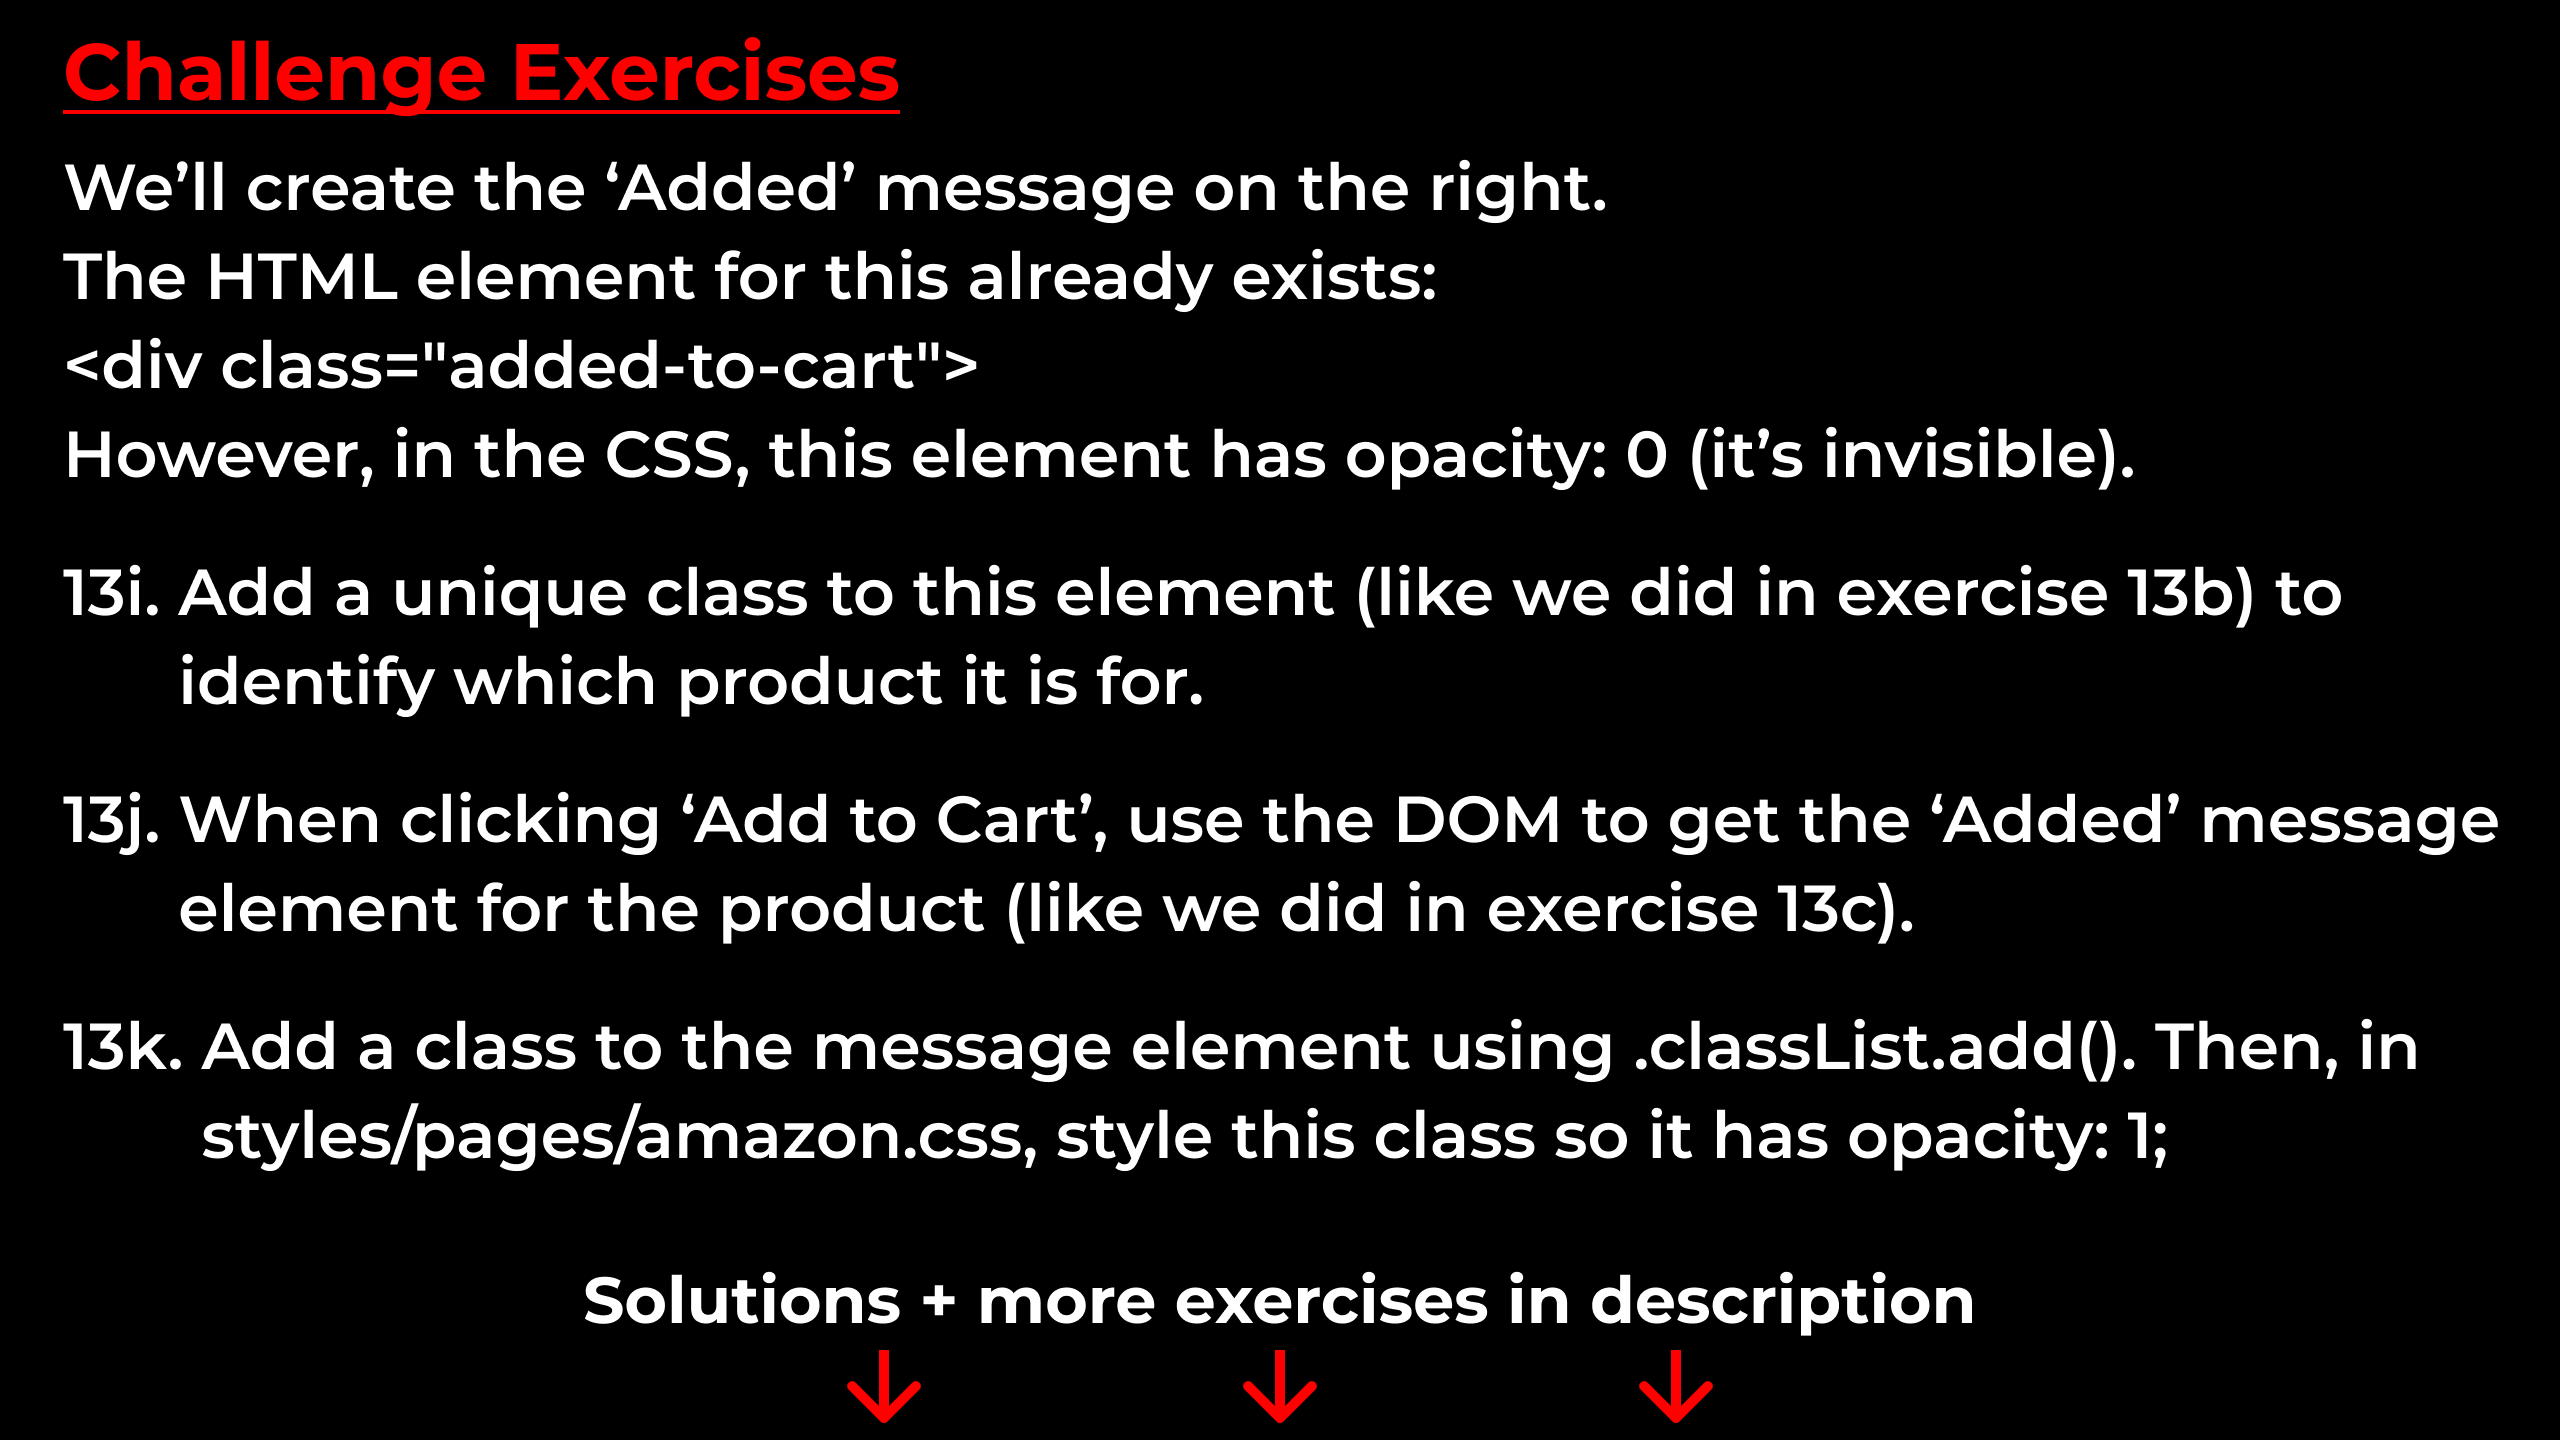 Challenge Exercises
We’ll create the ‘Added’ message on the right.
The HTML element for this already exists:
<div class="added-to-cart">
However, in the CSS, this element has opacity: 0 (it’s invisible).
13i. Add a unique class to this element (like we did in exercise 13b) to
identify which product it is for.
13j. When clicking ‘Add to Cart’, use the DOM to get the ‘Added’ message
element for the product (like we did in exercise 13c).
13k. Add a class to the message element using .classList.add(). Then, in
styles/pages/amazon.css, style this class so it has opacity: 1;
Solutions + more exercises in description